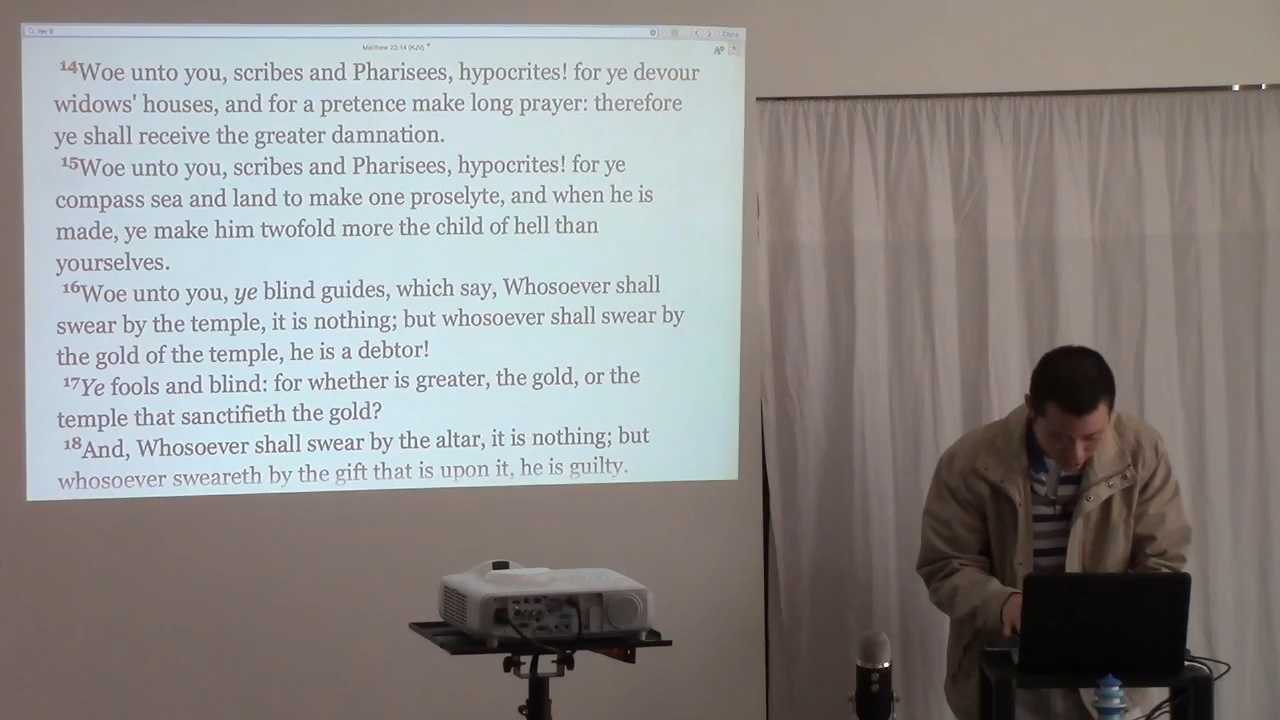 rev 9
Done
Matthew 23:14 (KJV)
14Woe unto you, scribes and Pharisees, hypocrites! for ye devour
widows' houses, and for a pretence make long prayer: therefore
ye shall receive the greater damnation.
15Woe unto you, scribes and Pharisees, hypocrites! for ye
compass sea and land to make one proselyte, and when he is
made, ye make him twofold more the child of hell than
yourselves.
16Woe unto you, ye blind guides, which say, Whosoever shall
swear by the temple, it is nothing; but whosoever shall swear by
the gold of the temple, he is a debtor!
17Ye fools and blind: for whether is greater, the gold, or the
temple that sanctifieth the gold?
18And, Whosoever shall swear by the altar, it is nothing; but
whosoever sweareth by the gift that is upon it, he is guilty.